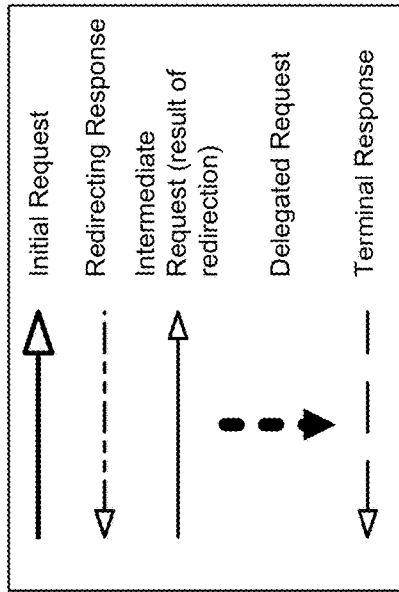 Initial Request
Redirecting Response
Intermediate
Request (result of
redirection)
Delegated Request
Terminal Response